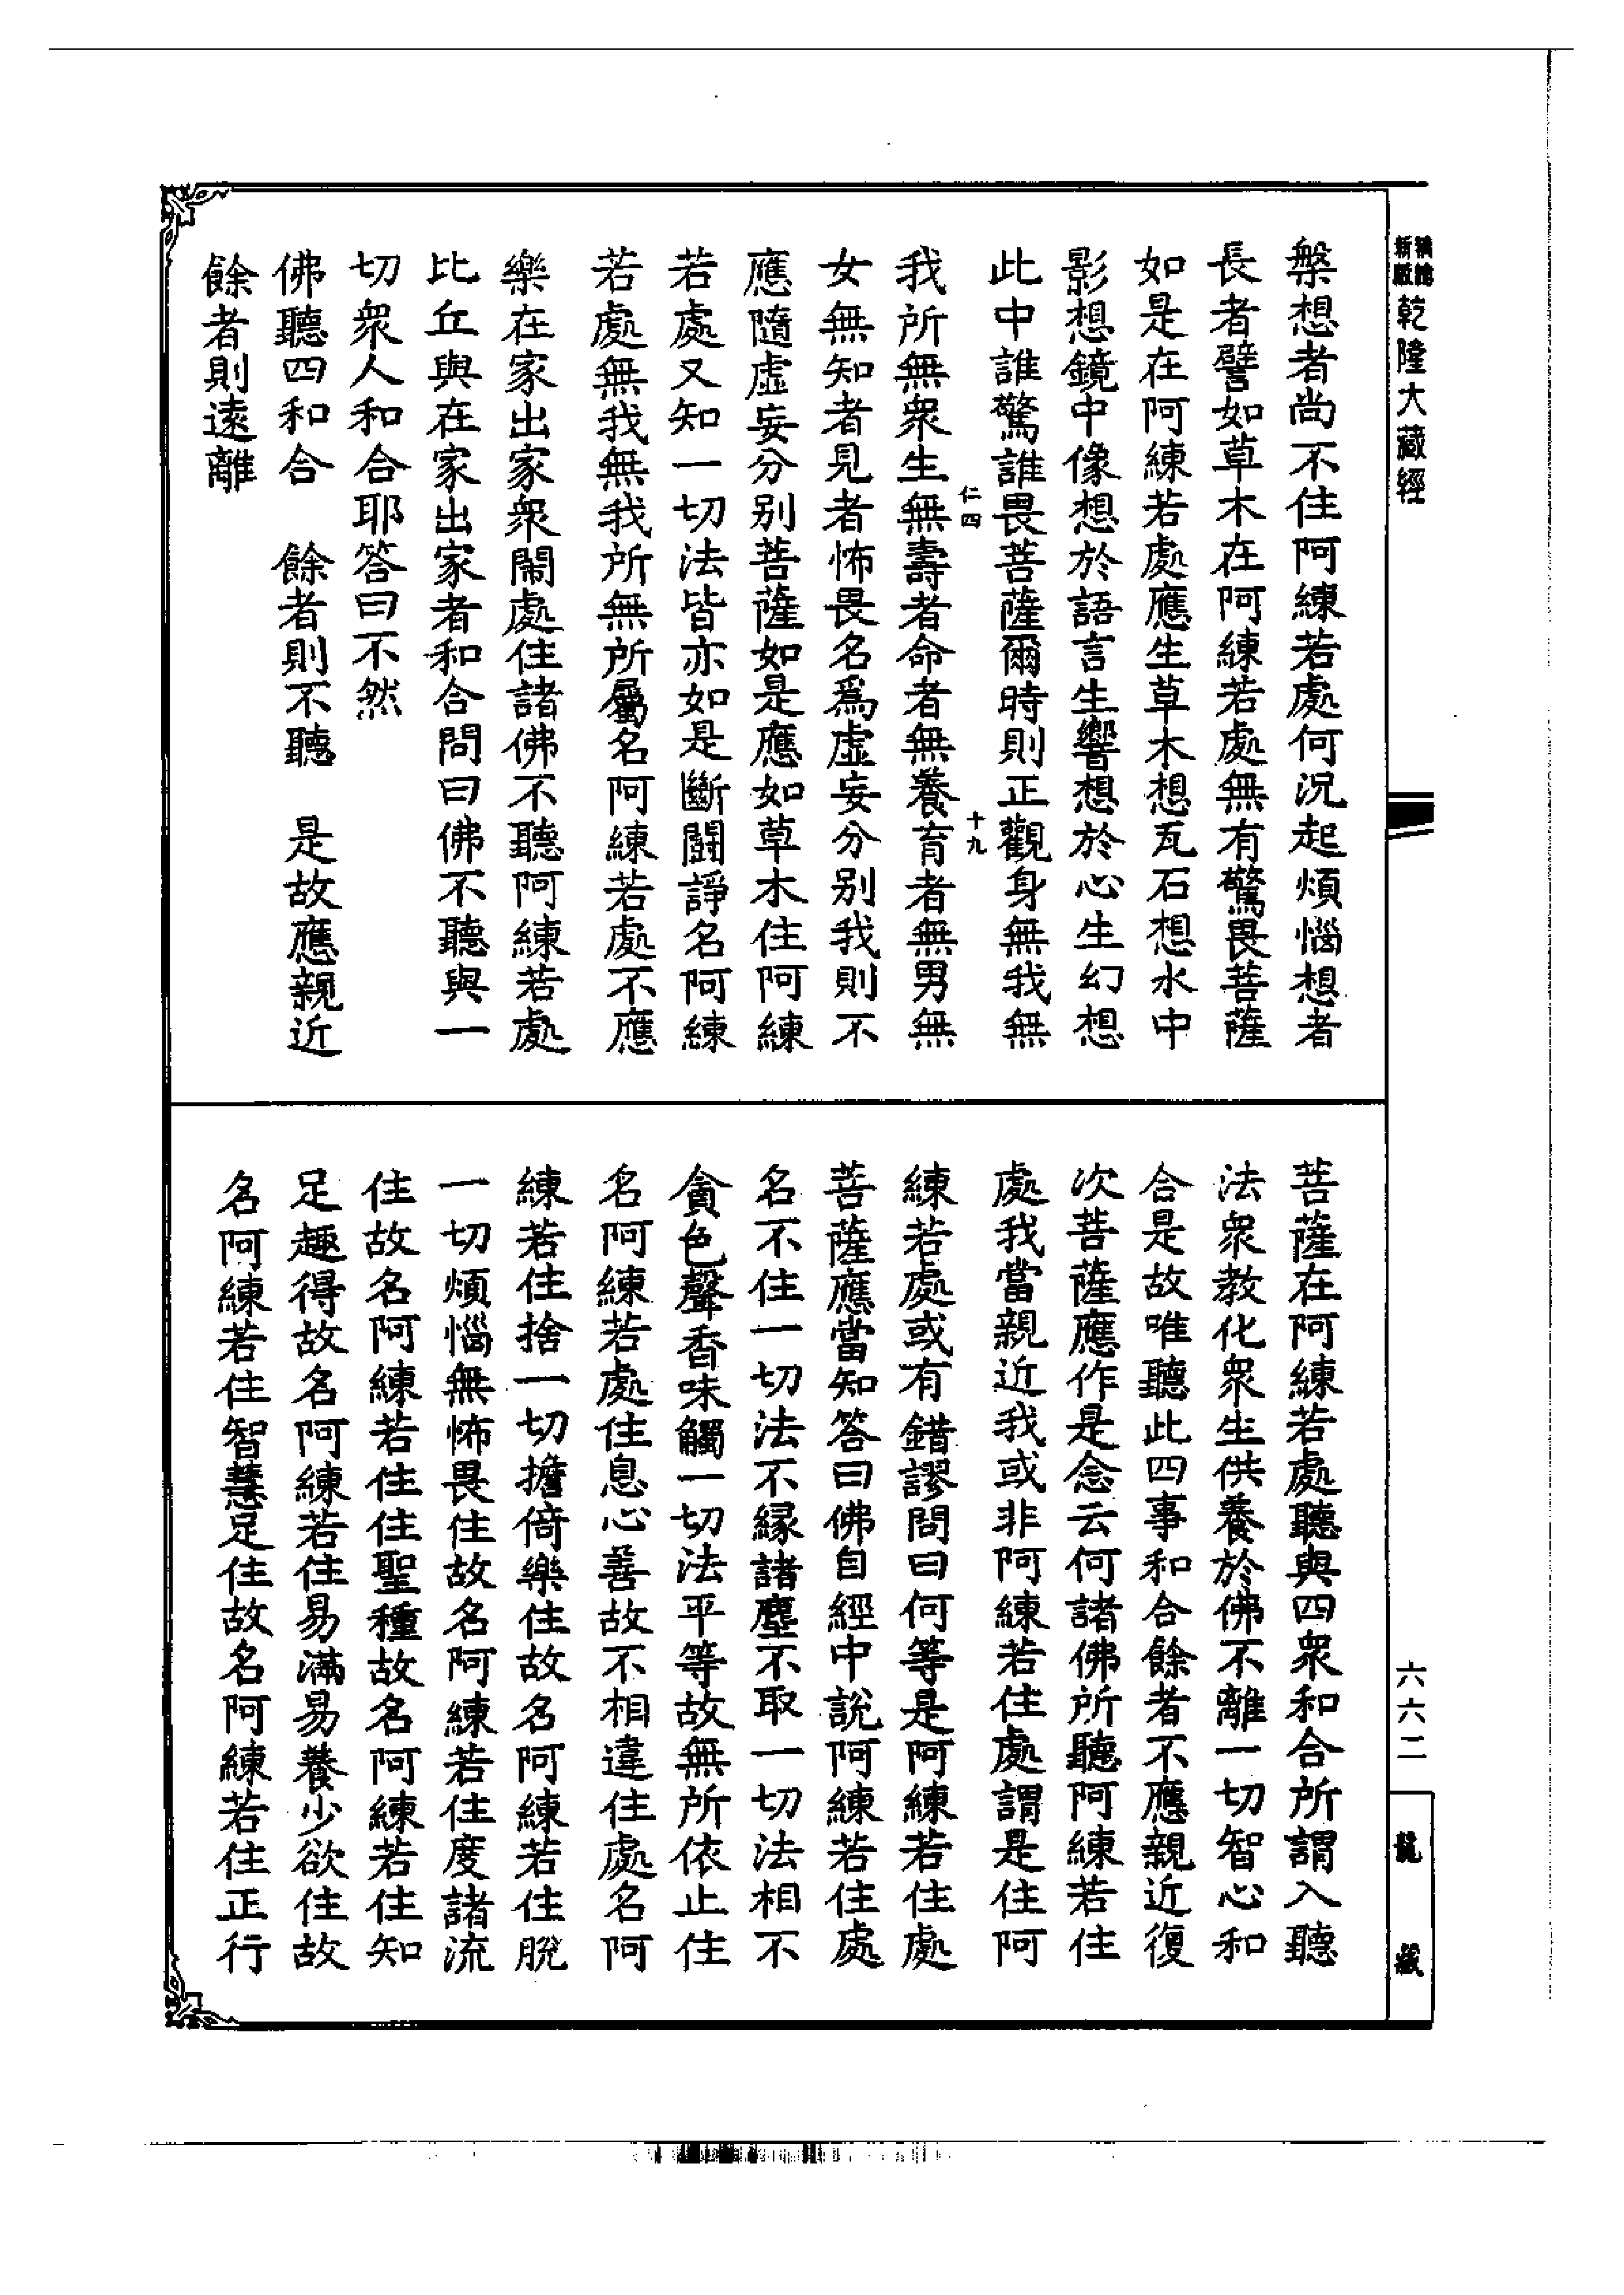 新編縮版
乾隆大藏經
槃想者尚不住阿練若處何況起煩惱想者
長者譬如草木在阿練若處無有驚畏菩薩
如是在阿練若處應生草木想瓦石想水中
影想鏡中像想於語言生響想於心生幻想
此中誰驚誰畏菩薩爾時則正觀身無我無
仁四
十九
我所無衆生無壽者命者無養育者無男無
女無知者見者怖畏名爲虛妄分別我則不
應隨虛妄分別菩薩如是應如草木住阿練
若處又知一切法皆亦如是斷鬪諍名阿練
若處無我無我所無所屬名阿練若處不應
樂在家出家衆閙處住諸佛不聽阿練若處
比丘與在家出家者和合問曰佛不聽與一
切衆人和合耶答曰不然
佛聽四和合　餘者則不聽　是故應親近
餘者則遠離
菩薩在阿練若處聽與四衆和合所謂入聽
法衆教化衆生供養於佛不離一切智心和
合是故唯聽此四事和合餘者不應親近復
次菩薩應作是念云何諸佛所聽阿練若住
處我當親近我或非阿練若住處謂是住阿
練若處或有錯謬問曰何等是阿練若住處
菩薩應當知答曰佛自經中說阿練若住處
名不住一切法不緣諸塵不取一切法相不
貪色聲香味觸一切法平等故無所依止住
名阿練若處住息心善故不相違住處名阿
練若住捨一切擔倚樂住故名阿練若住脫
一切煩惱無怖畏住故名阿練若住度諸流
住故名阿練若住住聖種故名阿練若住知
足趣得故名阿練若住易滿易養少欲住故
名阿練若住智慧足住故名阿練若住正行
六六二
龍藏